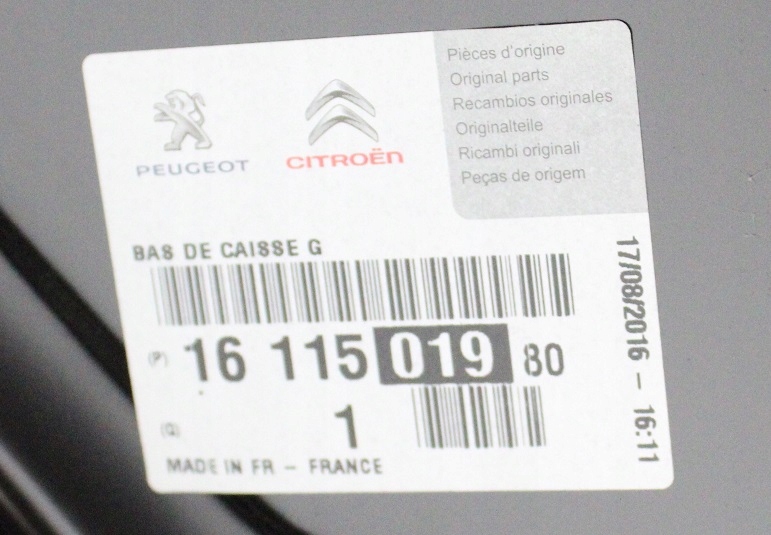 PEUGEOT
CITROËN
Pièces d'origine
Original parts
Recambios originales
Originalteile
Ricambi originali
Peças de origem
BAS DE CAISSE G
(P) 16 115 019 80
(Q) 1
MADE IN FR - FRANCE
17/08/2016 - 16:11